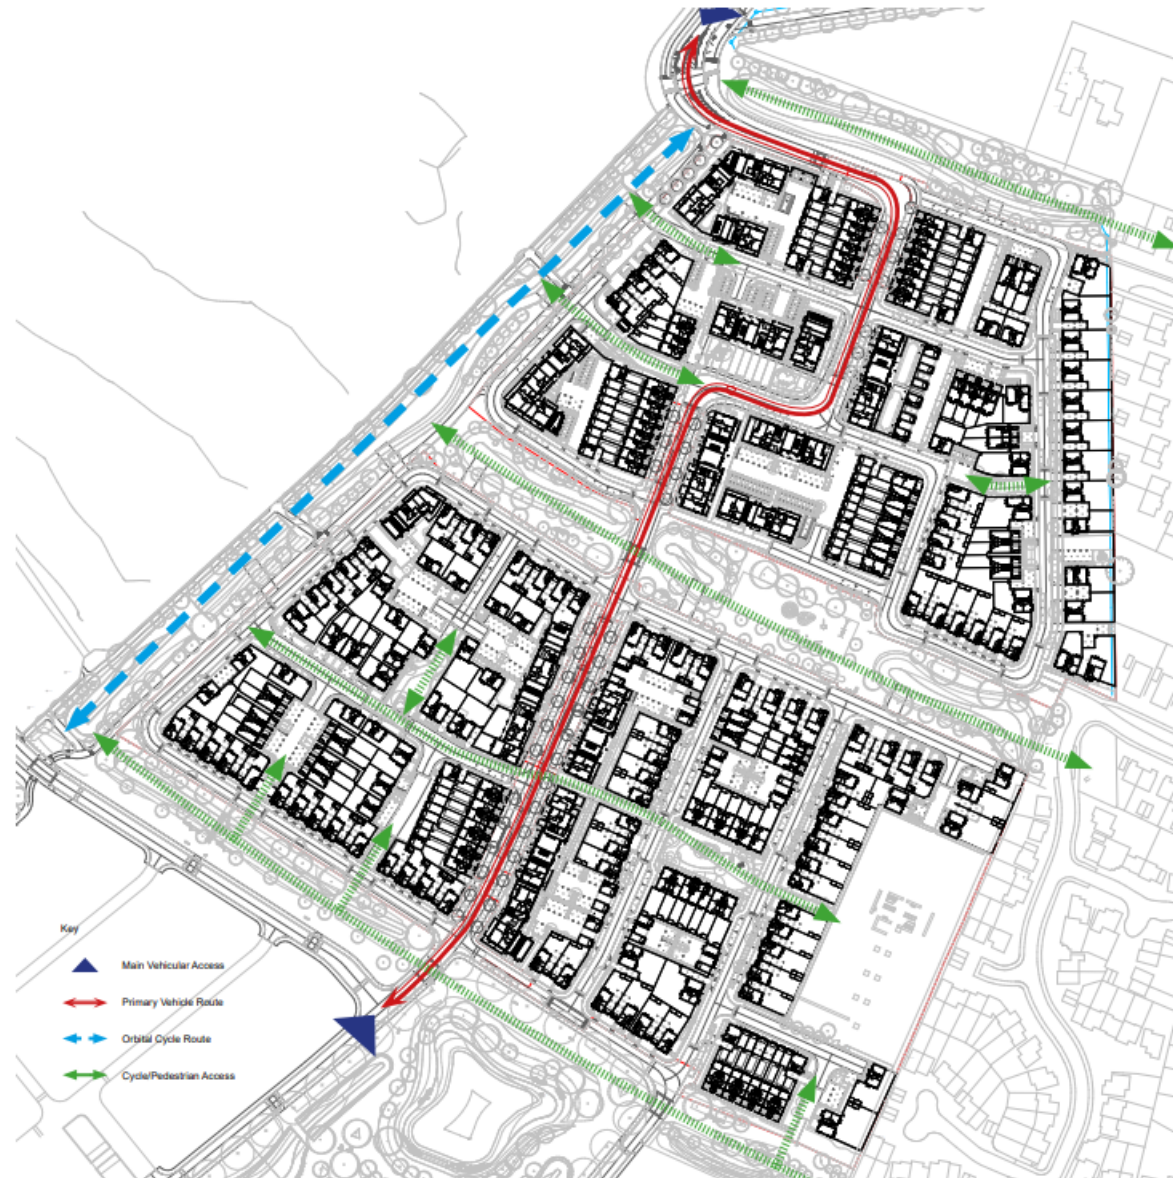 Key
Main Vehicular Access
Primary Vehicle Route
Orbital Cycle Route
Cycle/Pedestrian Access